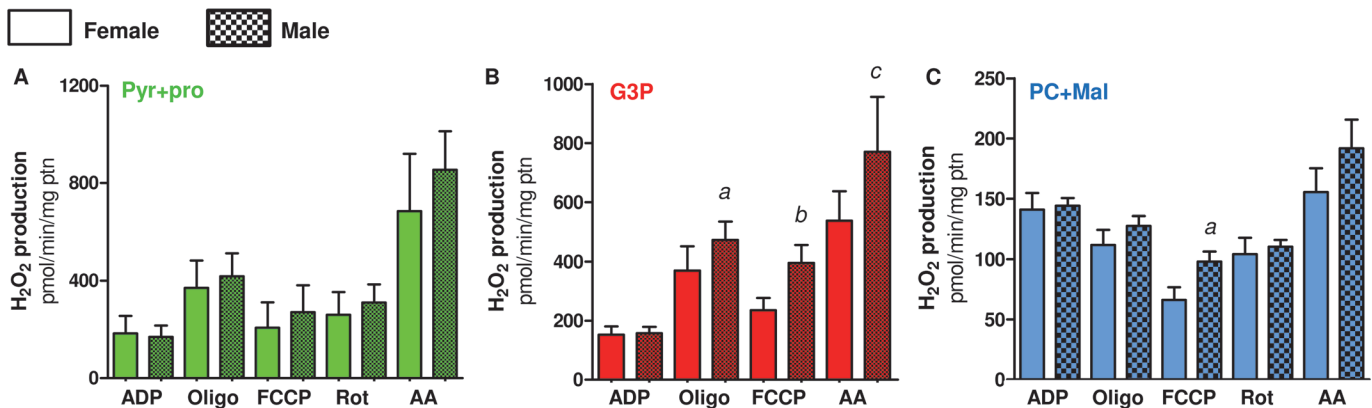 Female Male
A
Pyr+pro
H2O2 production
pmol/min/mg ptn
1200
800
400
0
ADP Oligo FCCP Rot AA
B
G3P
H2O2 production
pmol/min/mg ptn
1000
800
600
400
200
0
a
b
c
ADP Oligo FCCP AA
C
PC+Mal
H2O2 production
pmol/min/mg ptn
250
200
150
100
50
0
a
ADP Oligo FCCP Rot AA